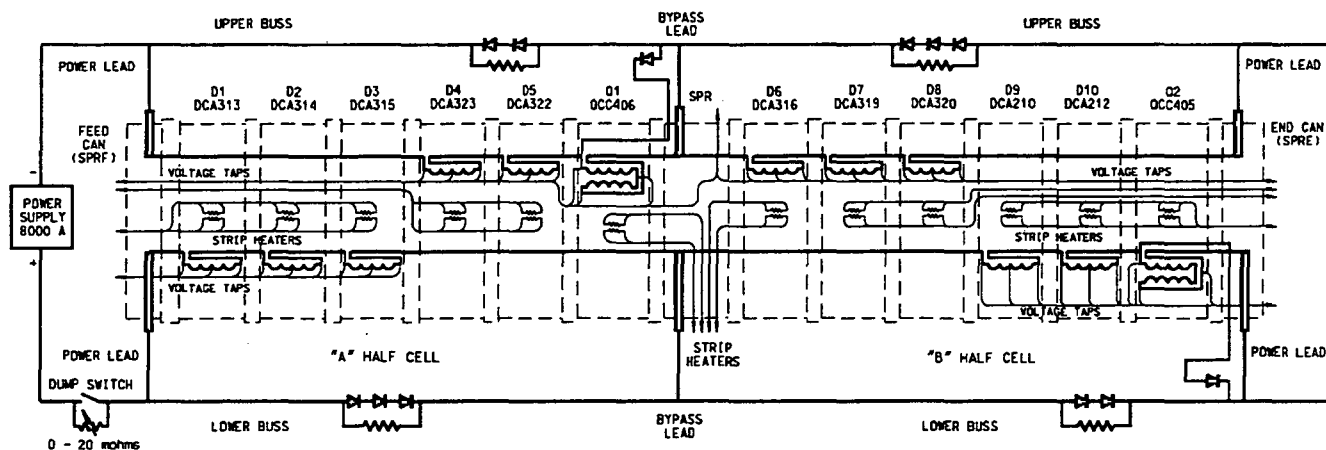 UPPER BUSS
BYPASS
LEAD
UPPER BUSS
POWER LEAD
POWER LEAD
SPR
D1
DCA313
D2
DCA314
D3
DCA315
D4
DCA323
D5
DCA322
Q1
QCC406
D6
DCA316
D7
DCA319
D8
DCA320
D9
DCA210
D10
DCA212
Q2
QCC405
FEED
CAN
(SPRF)
END CAN
(SPRE)
VOLTAGE TAPS
VOLTAGE TAPS
-
POWER
SUPPLY
8000 A
+
STRIP HEATERS
STRIP HEATERS
VOLTAGE TAPS
VOLTAGE TAPS
POWER LEAD
"A" HALF CELL
STRIP
HEATERS
"B" HALF CELL
POWER LEAD
DUMP SWITCH
LOWER BUSS
BYPASS
LEAD
LOWER BUSS
0 - 20 mohms